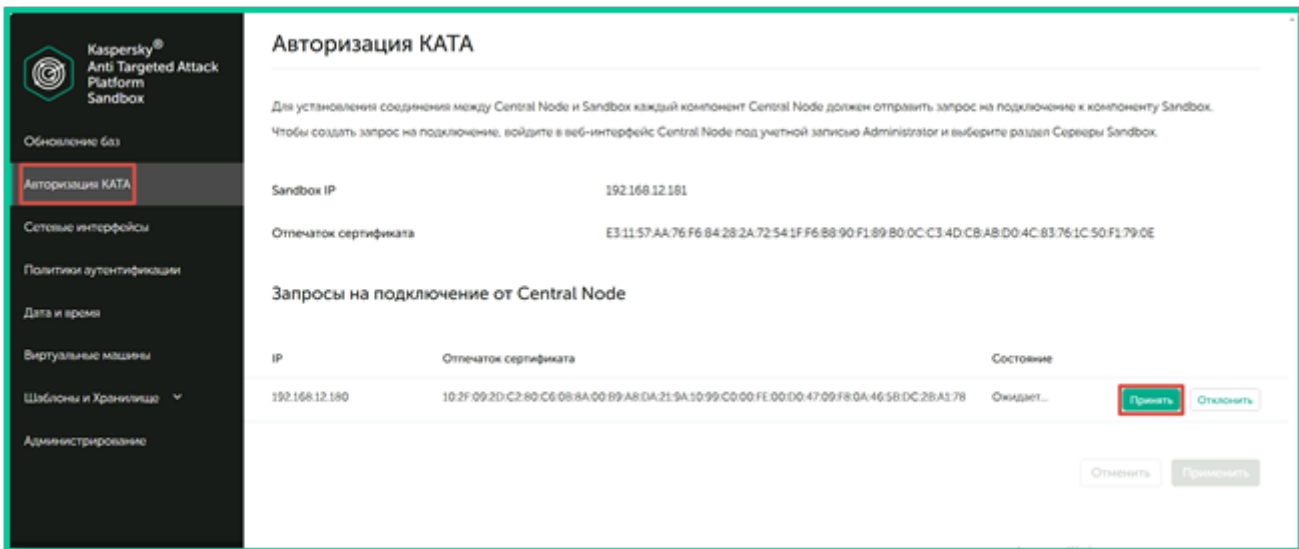 Kaspersky®
Anti Targeted Attack
Platform
Sandbox
Обновление баз
Авторизация КАТА
Сетевые интерфейсы
Политики аутентификации
Дата и время
Виртуальные машины
Шаблоны и Хранилище
Администрирование
Авторизация КАТА
Для установления соединения между Central Node и Sandbox каждый компонент Central Node должен отправить запрос на подключение к компоненту Sandbox.
Чтобы создать запрос на подключение, войдите в веб-интерфейс Central Node под учетной записью Administrator и выберите раздел Серверы Sandbox.
Sandbox IP 192.168.12.181
Отпечаток сертификата E3:11:57:AA:76:F6:84:28:2A:72:54:1F:F6:B8:90:F1:89:B0:0C:C3:4D:CB:AB:D0:4C:83:76:1C:50:F1:79:0E
Запросы на подключение от Central Node
IP Отпечаток сертификата Состояние
192.168.12.180 10:2F:09:2D:C2:80:C6:0B:8A:00:B9:A8:DA:21:9A:10:99:C0:00:FE:00:D0:47:09:F8:0A:46:5B:DC:2B:A1:78 Ожидает... Принять Отклонить
Отменить Применить